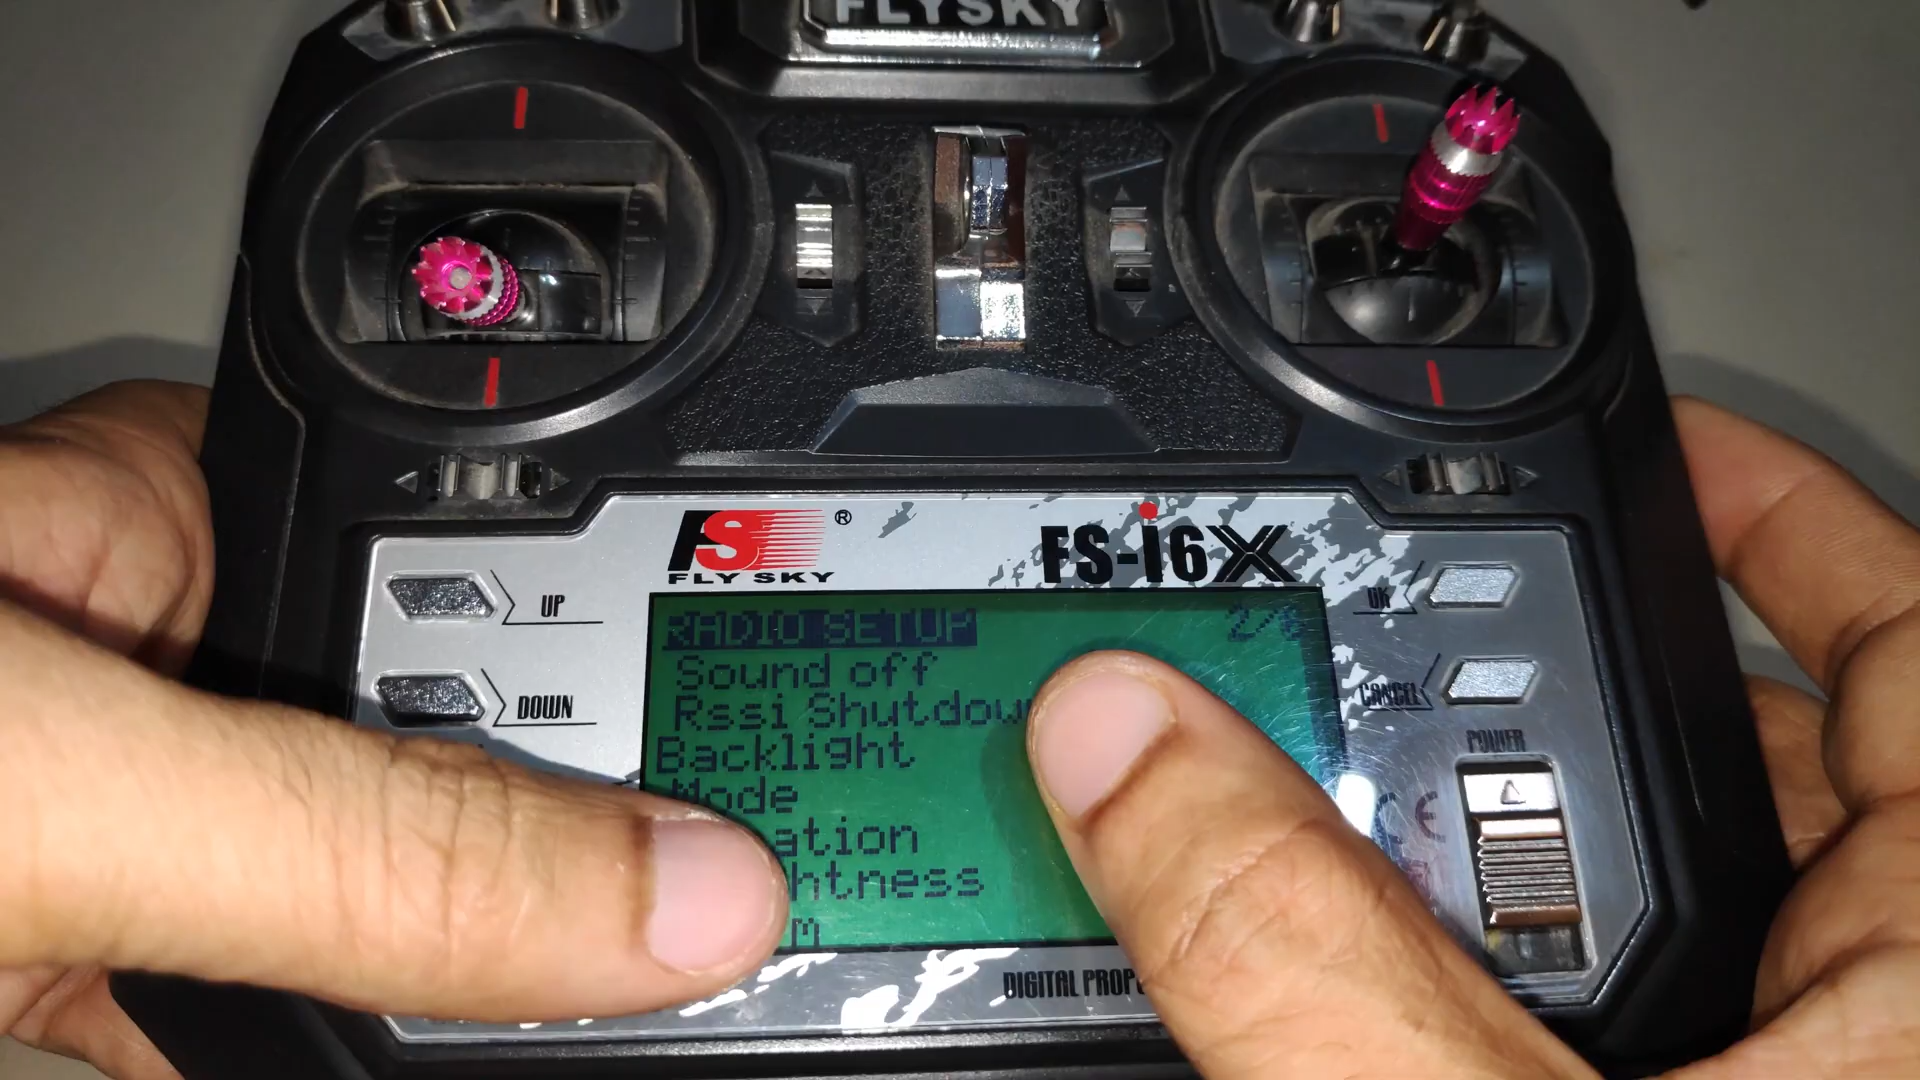 FLYSKY
FS ®
FLY SKY
FS-i6X
UP
OK
DOWN
CANCEL
POWER
RADIO SETUP
Sound off
Rssi Shutdow
Backlight
Mode
ation
htness
m
CE
DIGITAL PROP